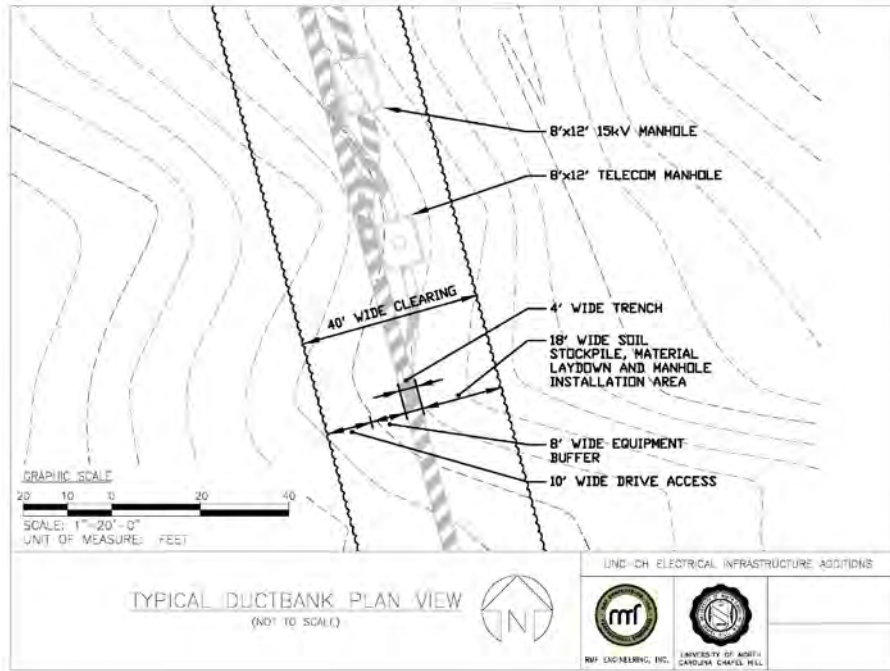 8'x12' 15kV MANHOLE
8'x12' TELECOM MANHOLE
40' WIDE CLEARING
4' WIDE TRENCH
18' WIDE SOIL
STOCKPILE, MATERIAL
LAYDOWN AND MANHOLE
INSTALLATION AREA
8' WIDE EQUIPMENT
BUFFER
10' WIDE DRIVE ACCESS
GRAPHIC SCALE
20 10 0 20 40
SCALE: 1"=20'-0"
UNIT OF MEASURE: FEET
TYPICAL DUCTBANK PLAN VIEW
(NOT TO SCALE)
N
UNC-CH ELECTRICAL INFRASTRUCTURE ADDITIONS
rmf
RMF ENGINEERING, INC.
UNIVERSITY OF NORTH
CAROLINA CHAPEL HILL